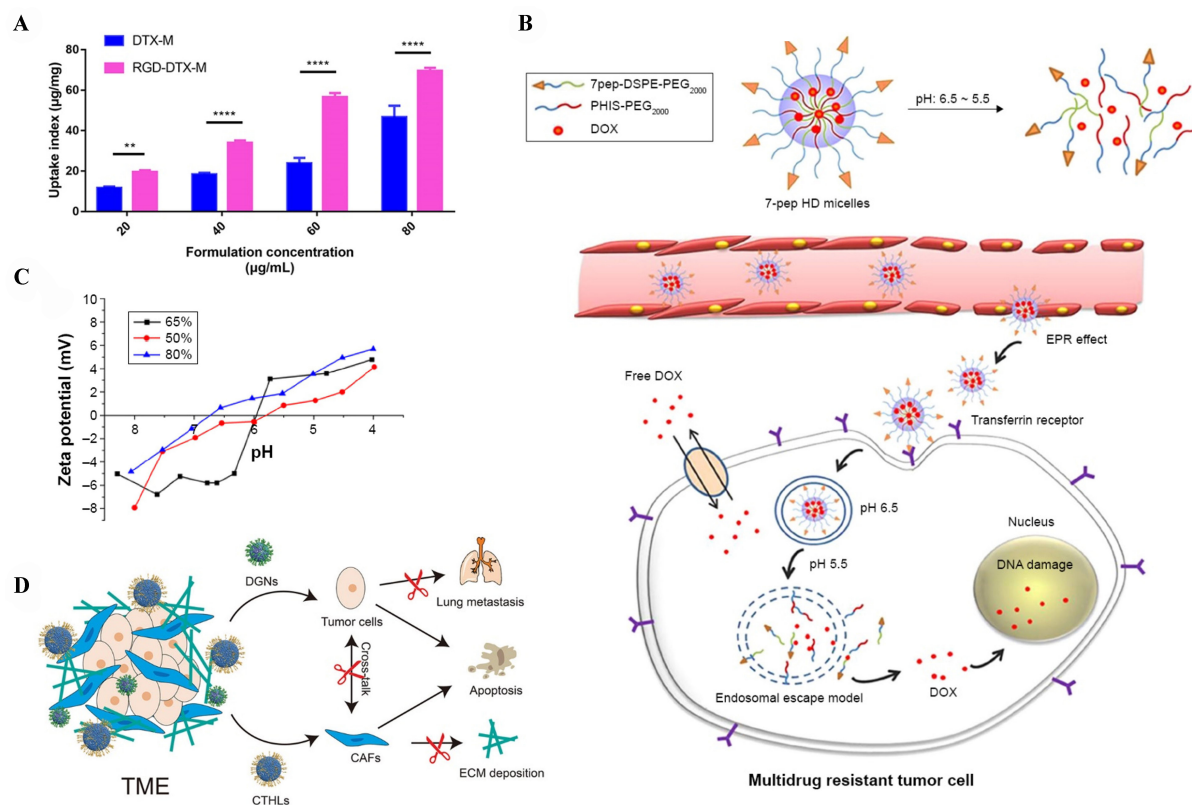 A
DTX-M
RGD-DTX-M
Uptake index (µg/mg)
80
60
40
20
0
**
****
****
****
20
40
60
80
Formulation concentration
(µg/mL)
B
7pep-DSPE-PEG2000
PHIS-PEG2000
DOX
pH: 6.5 ~ 5.5
7-pep HD micelles
EPR effect
Free DOX
Transferrin receptor
pH 6.5
pH 5.5
Nucleus
DNA damage
Endosomal escape model
DOX
Multidrug resistant tumor cell
C
Zeta potential (mV)
10
8
6
4
2
0
−2
−4
−6
−8
65%
50%
80%
8
7
6
5
4
pH
D
DGNs
Tumor cells
Lung metastasis
Cross-talk
Apoptosis
CAFs
ECM deposition
CTHLs
TME